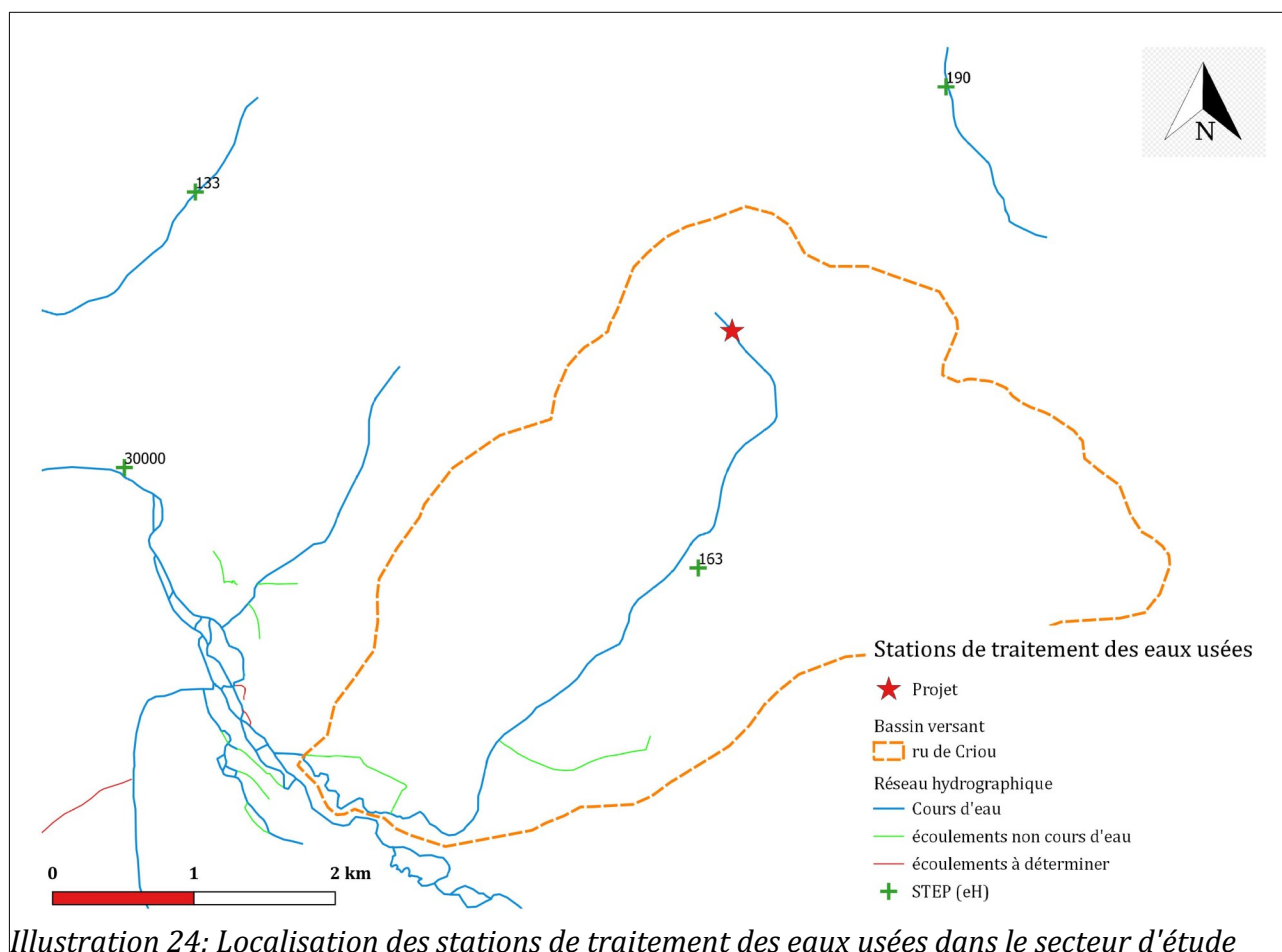 190
N
133
30000
163
Stations de traitement des eaux usées
Projet
Bassin versant
ru de Criou
Réseau hydrographique
Cours d'eau
écoulements non cours d'eau
écoulements à déterminer
STEP (eH)
0 1 2 km
Illustration 24: Localisation des stations de traitement des eaux usées dans le secteur d'étude